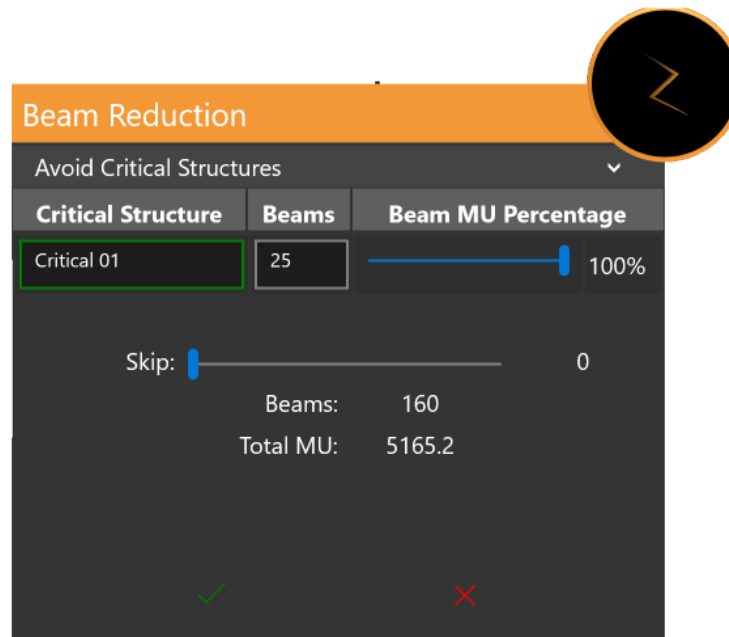 Beam Reduction
Avoid Critical Structures
Critical Structure Beams Beam MU Percentage
Critical 01 25 100%
Skip: 0
Beams: 160
Total MU: 5165.2